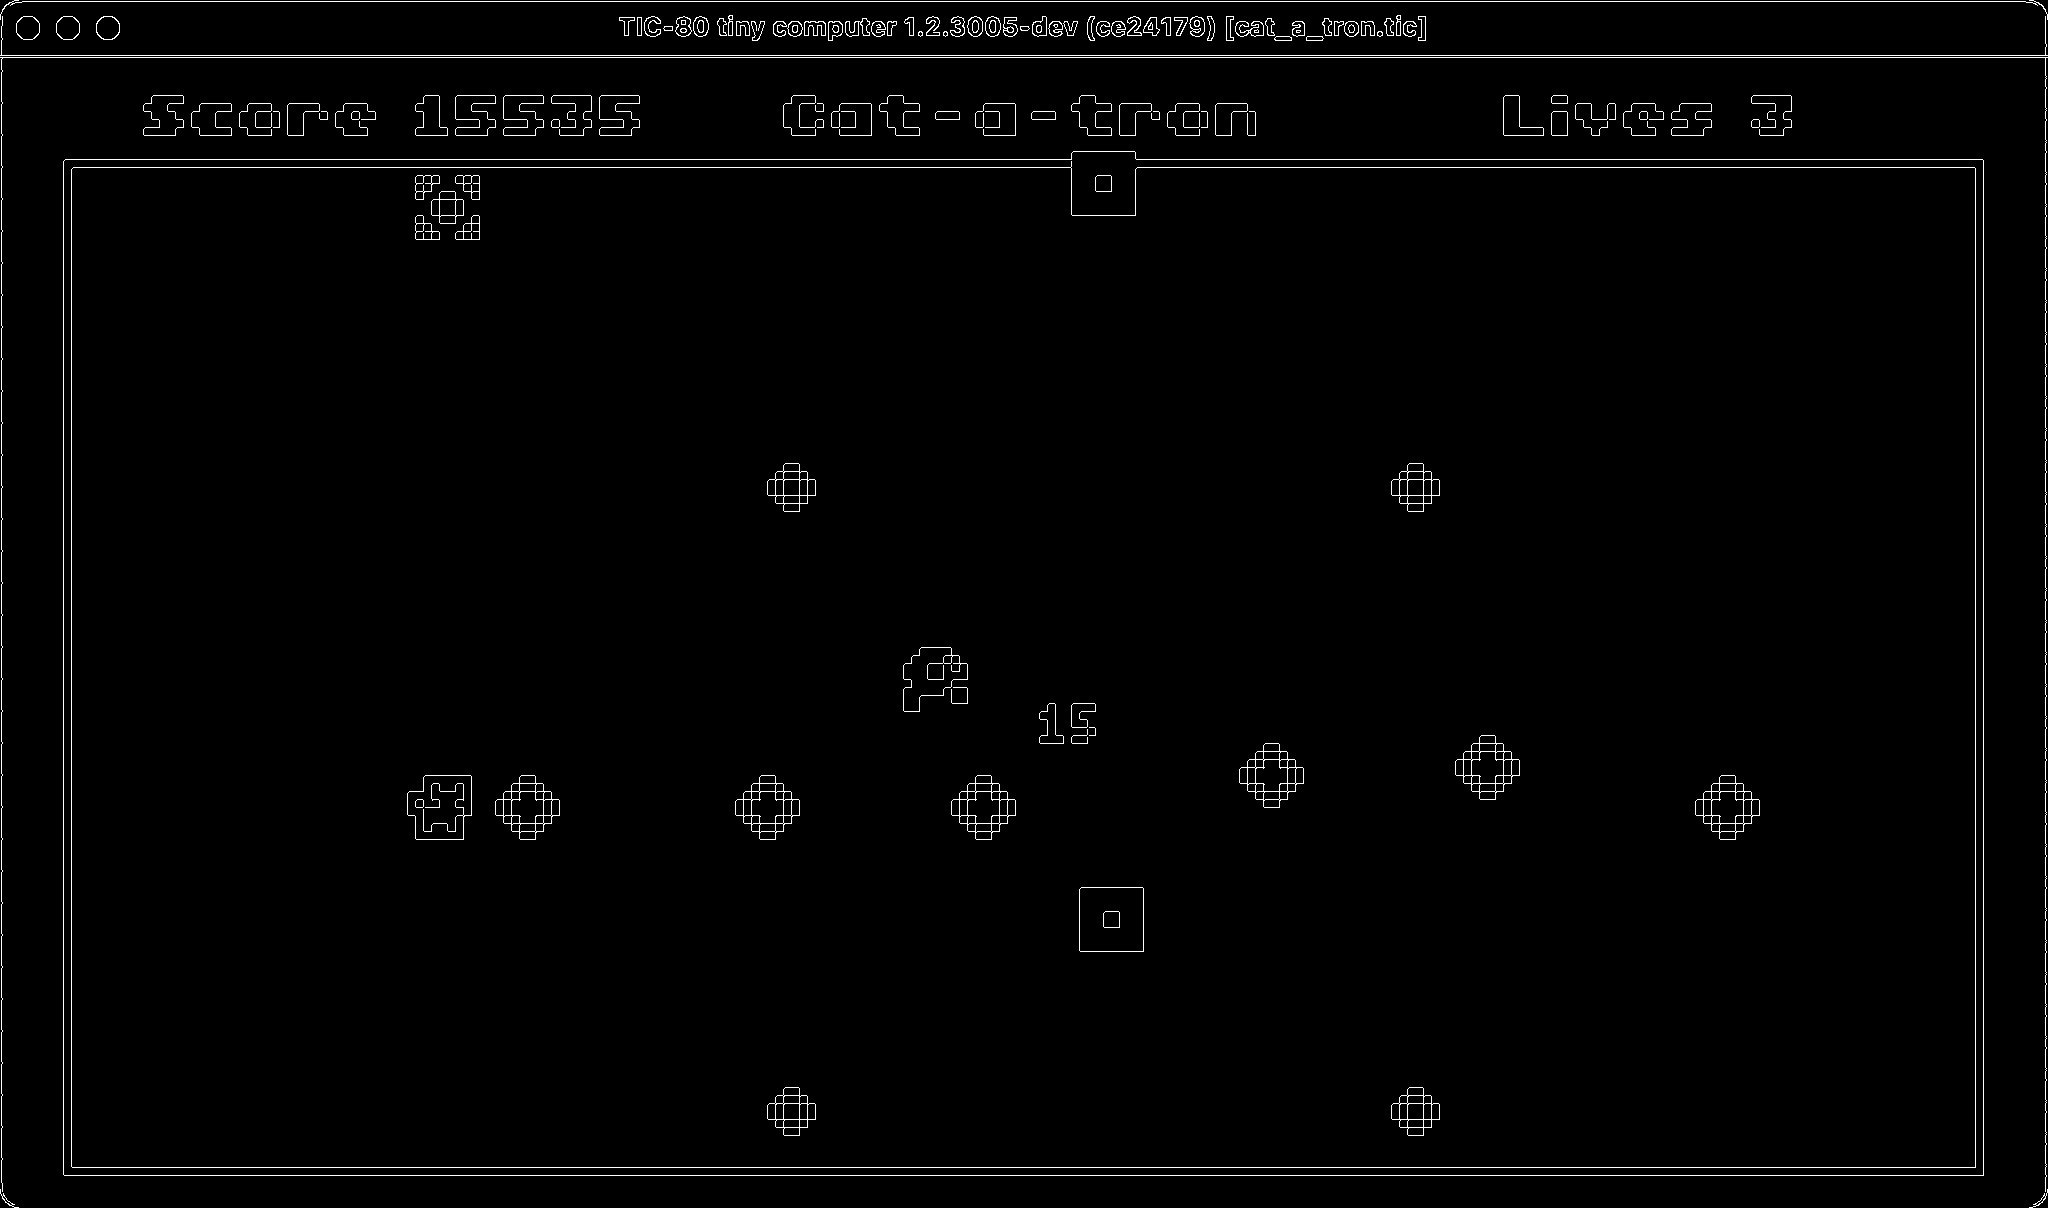 TIC-80 tiny computer 1.2.3005-dev (ce24179) [cat_a_tron.tic]
Score 15535 Cat-a-tron Lives 3
15